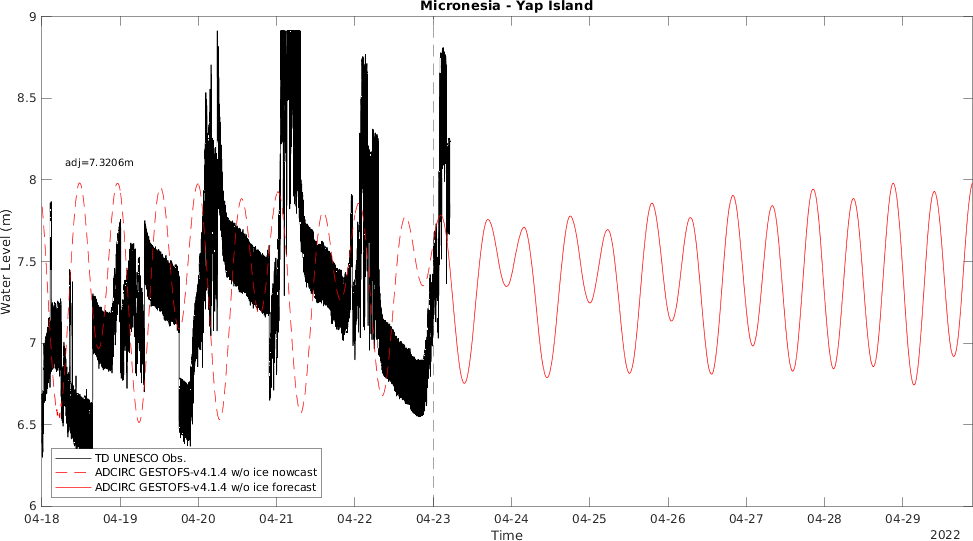 Micronesia - Yap Island
9
8.5
adj=7.3206m
8
7.5
Water Level (m)
7
6.5
TD UNESCO Obs.
ADCIRC GESTOFS-v4.1.4 w/o ice nowcast
ADCIRC GESTOFS-v4.1.4 w/o ice forecast
6
04-18 04-19 04-20 04-21 04-22 04-23 04-24 04-25 04-26 04-27 04-28 04-29
Time
2022